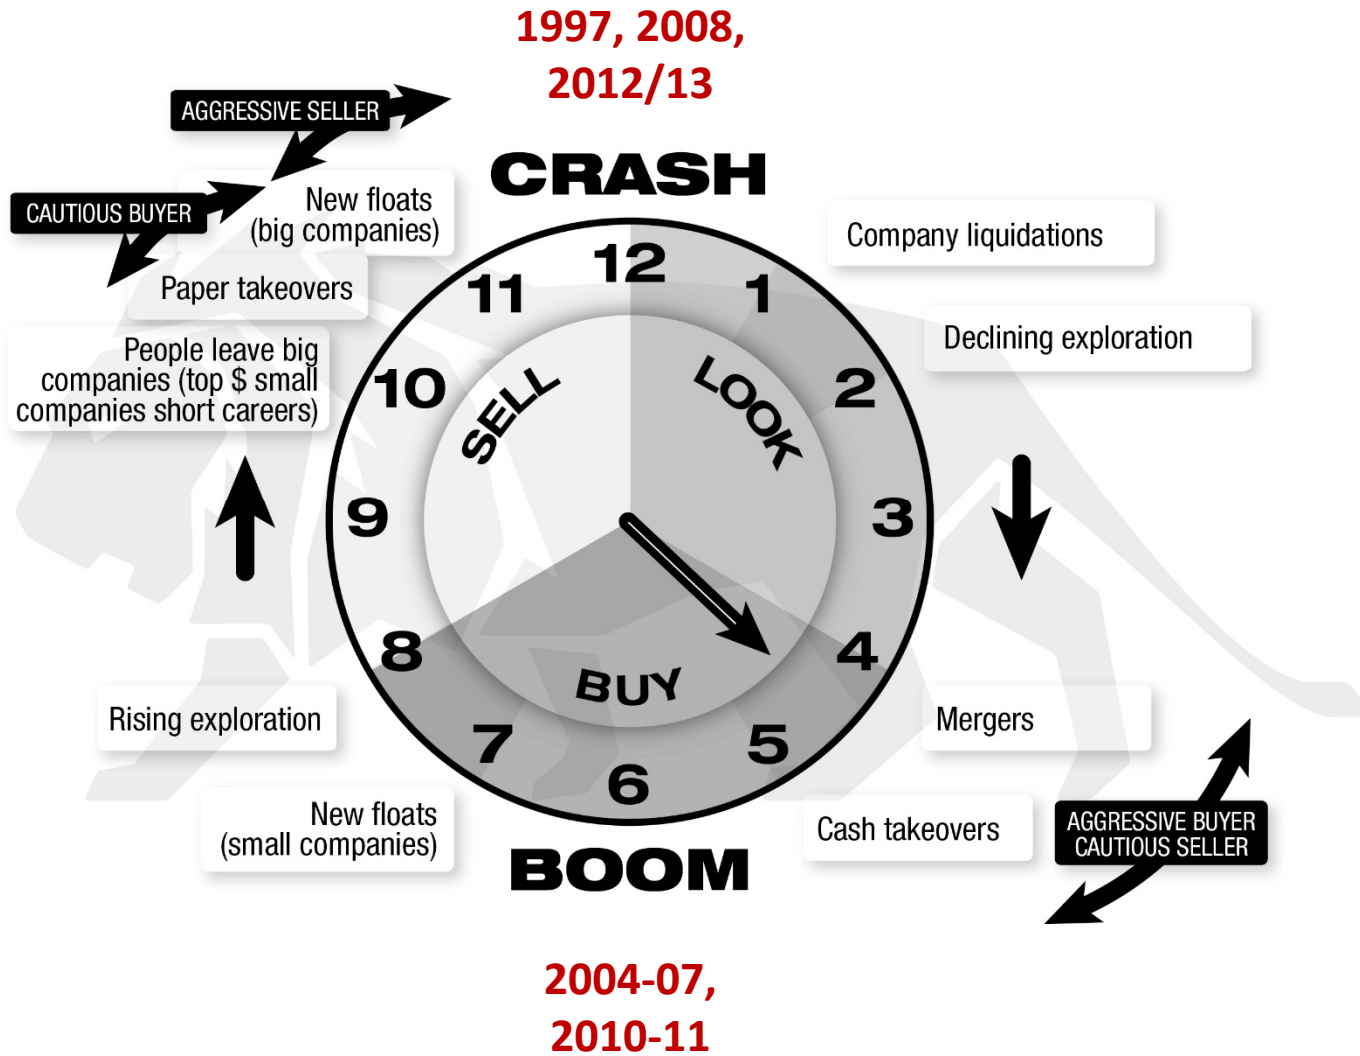 1997, 2008,
2012/13
AGGRESSIVE SELLER
CAUTIOUS BUYER
New floats
(big companies)
Paper takeovers
People leave big
companies (top $ small
companies short careers)
Rising exploration
New floats
(small companies)
CRASH
12
1
2
3
4
5
6
7
8
9
10
11
SELL
LOOK
BUY
BOOM
Company liquidations
Declining exploration
Mergers
Cash takeovers
AGGRESSIVE BUYER
CAUTIOUS SELLER
2004-07,
2010-11